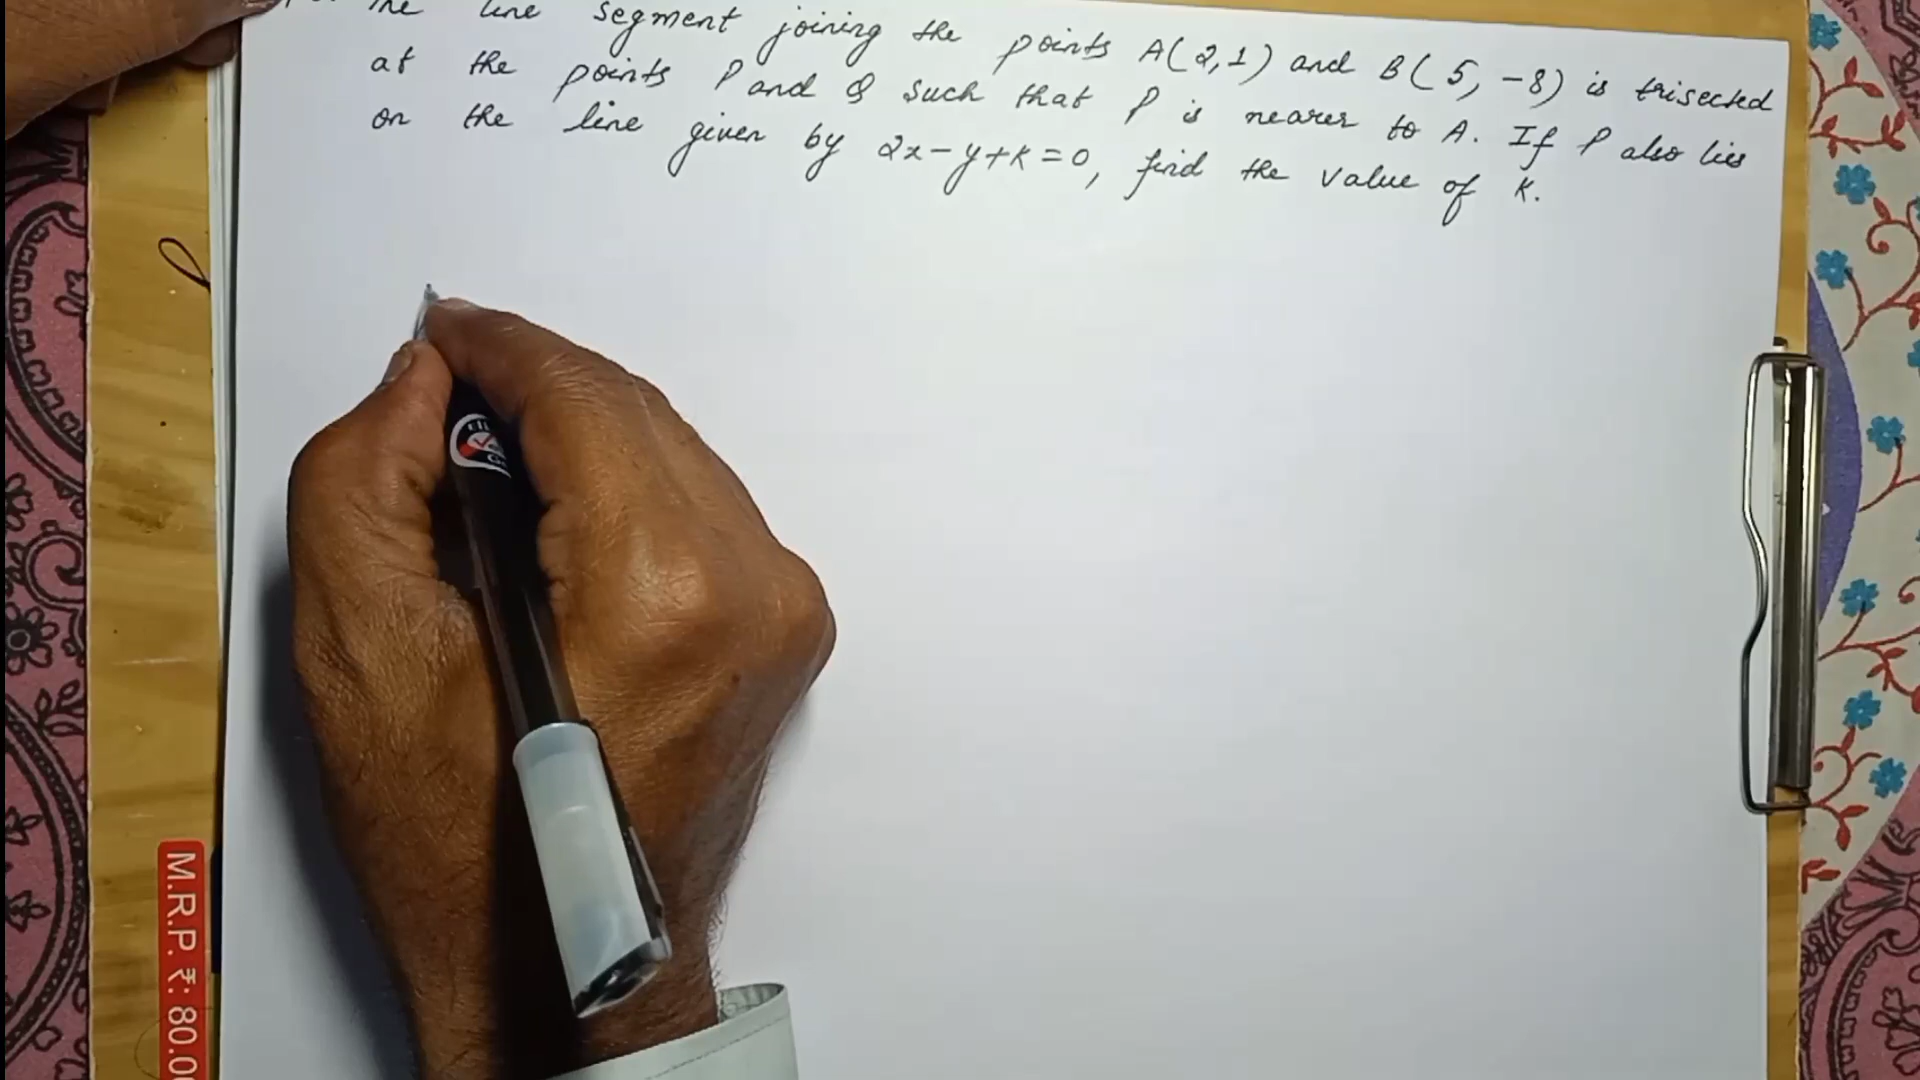 The line segment joining the points A(2,1) and B(5,-8) is trisected
at the points P and Q such that P is nearer to A. If P also lies
on the line given by 2x-y+k=0, find the value of k.
M.R.P. ₹: 80.0